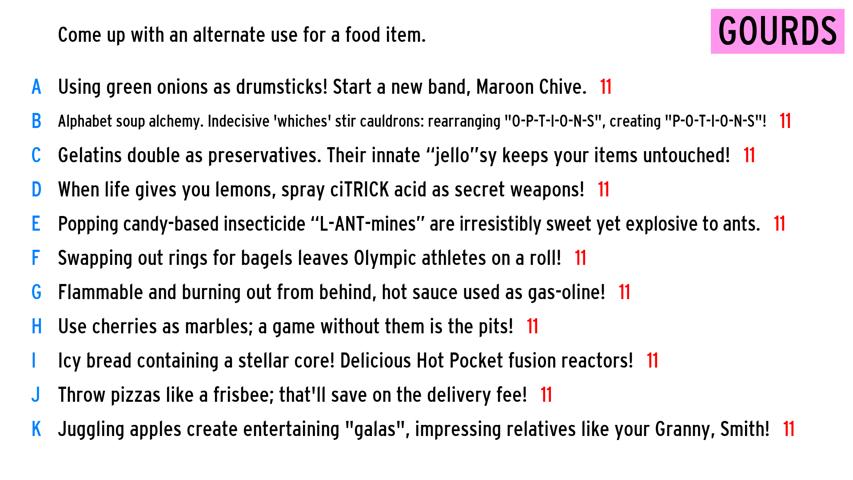 Come up with an alternate use for a food item.
GOURDS
A Using green onions as drumsticks! Start a new band, Maroon Chive. 11
B Alphabet soup alchemy. Indecisive 'whiches' stir cauldrons: rearranging "O-P-T-I-O-N-S", creating "P-O-T-I-O-N-S"! 11
C Gelatins double as preservatives. Their innate “jello”sy keeps your items untouched! 11
D When life gives you lemons, spray ciTRICK acid as secret weapons! 11
E Popping candy-based insecticide “L-ANT-mines” are irresistibly sweet yet explosive to ants. 11
F Swapping out rings for bagels leaves Olympic athletes on a roll! 11
G Flammable and burning out from behind, hot sauce used as gas-oline! 11
H Use cherries as marbles; a game without them is the pits! 11
I Icy bread containing a stellar core! Delicious Hot Pocket fusion reactors! 11
J Throw pizzas like a frisbee; that'll save on the delivery fee! 11
K Juggling apples create entertaining "galas", impressing relatives like your Granny, Smith! 11